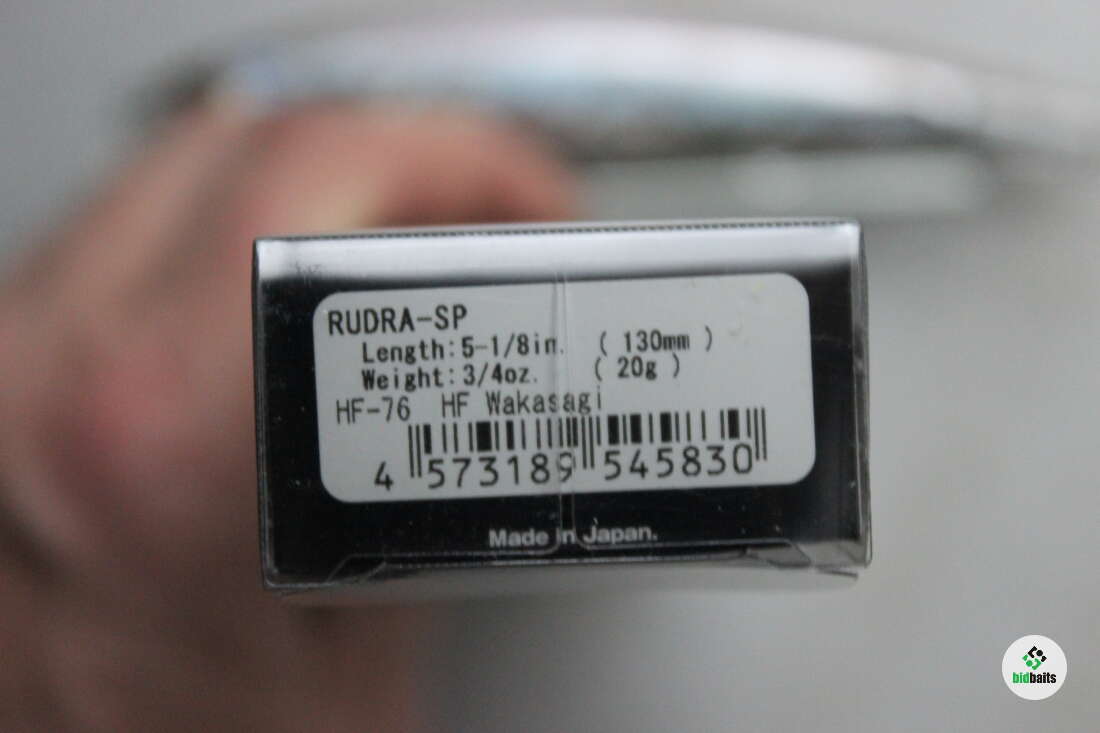 RUDRA-SP
Length:5-1/8in. ( 130mm )
Weight:3/4oz. ( 20g )
HF-76 HF Wakasagi
4 573189 545830
Made in Japan.
bidbaits